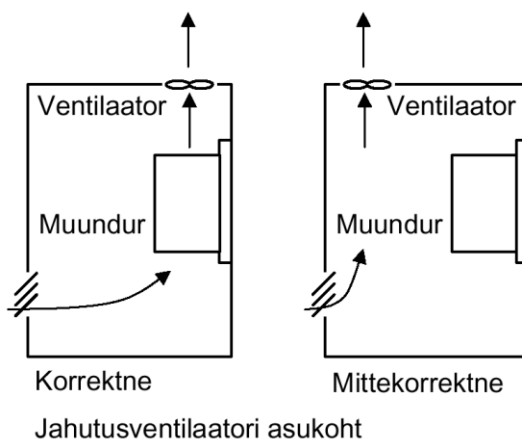 Ventilaator
Ventilaator
Muundur
Muundur
Korrektne
Mittekorrektne
Jahutusventilaatori asukoht